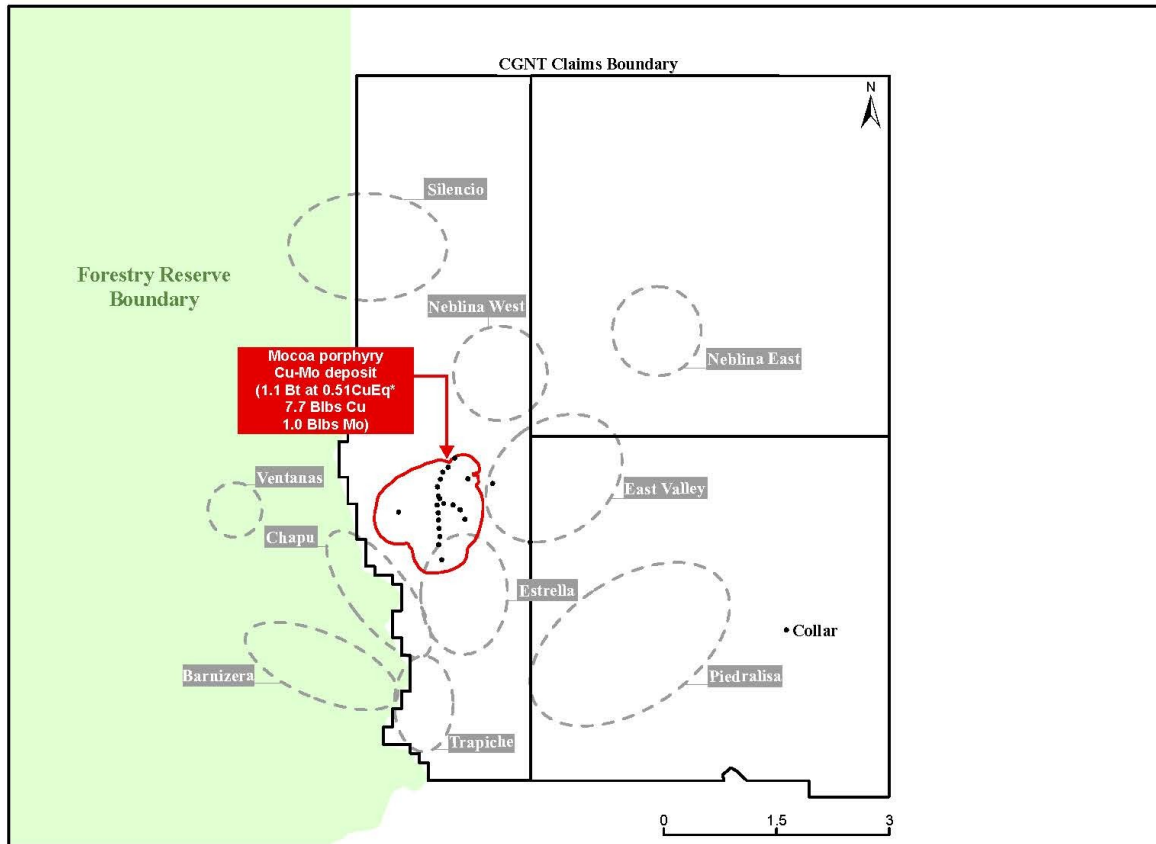 CGNT Claims Boundary
N
Silencio
Forestry Reserve
Boundary
Neblina West
Neblina East
Mocoa porphyry
Cu-Mo deposit
(1.1 Bt at 0.51CuEq*
7.7 Blbs Cu
1.0 Blbs Mo)
Ventanas
East Valley
Chapu
Estrella
Collar
Barnizera
Piedralisa
Trapiche
0 1.5 3